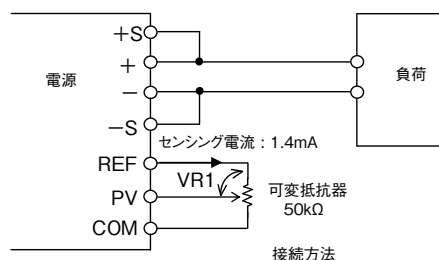 +S
電源
+
負荷
−
−S
センシング電流：1.4mA
REF
VR1
可変抵抗器
PV
50kΩ
COM
接続方法